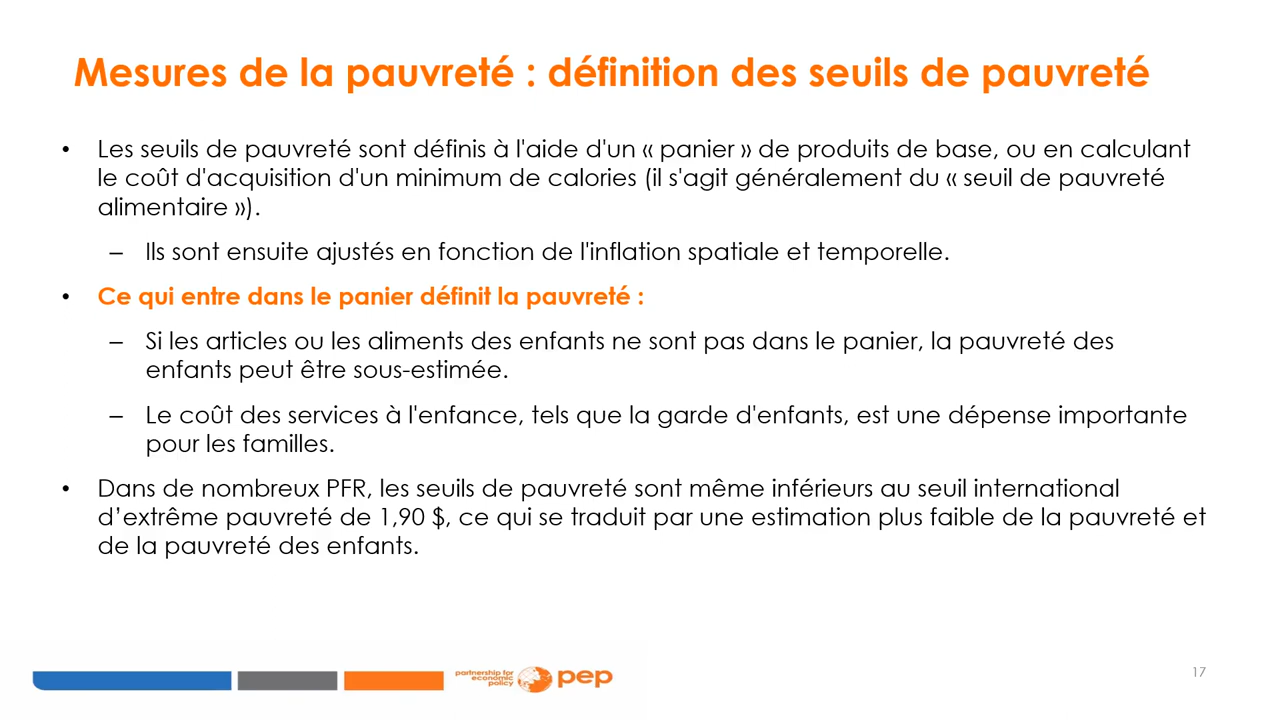 Mesures de la pauvreté : définition des seuils de pauvreté
• Les seuils de pauvreté sont définis à l'aide d'un « panier » de produits de base, ou en calculant
le coût d'acquisition d'un minimum de calories (il s'agit généralement du « seuil de pauvreté
alimentaire »).
– Ils sont ensuite ajustés en fonction de l'inflation spatiale et temporelle.
• Ce qui entre dans le panier définit la pauvreté :
– Si les articles ou les aliments des enfants ne sont pas dans le panier, la pauvreté des
enfants peut être sous-estimée.
– Le coût des services à l'enfance, tels que la garde d'enfants, est une dépense importante
pour les familles.
• Dans de nombreux PFR, les seuils de pauvreté sont même inférieurs au seuil international
d’extrême pauvreté de 1,90 $, ce qui se traduit par une estimation plus faible de la pauvreté et
de la pauvreté des enfants.
partnership for
economic
policy
pep
17